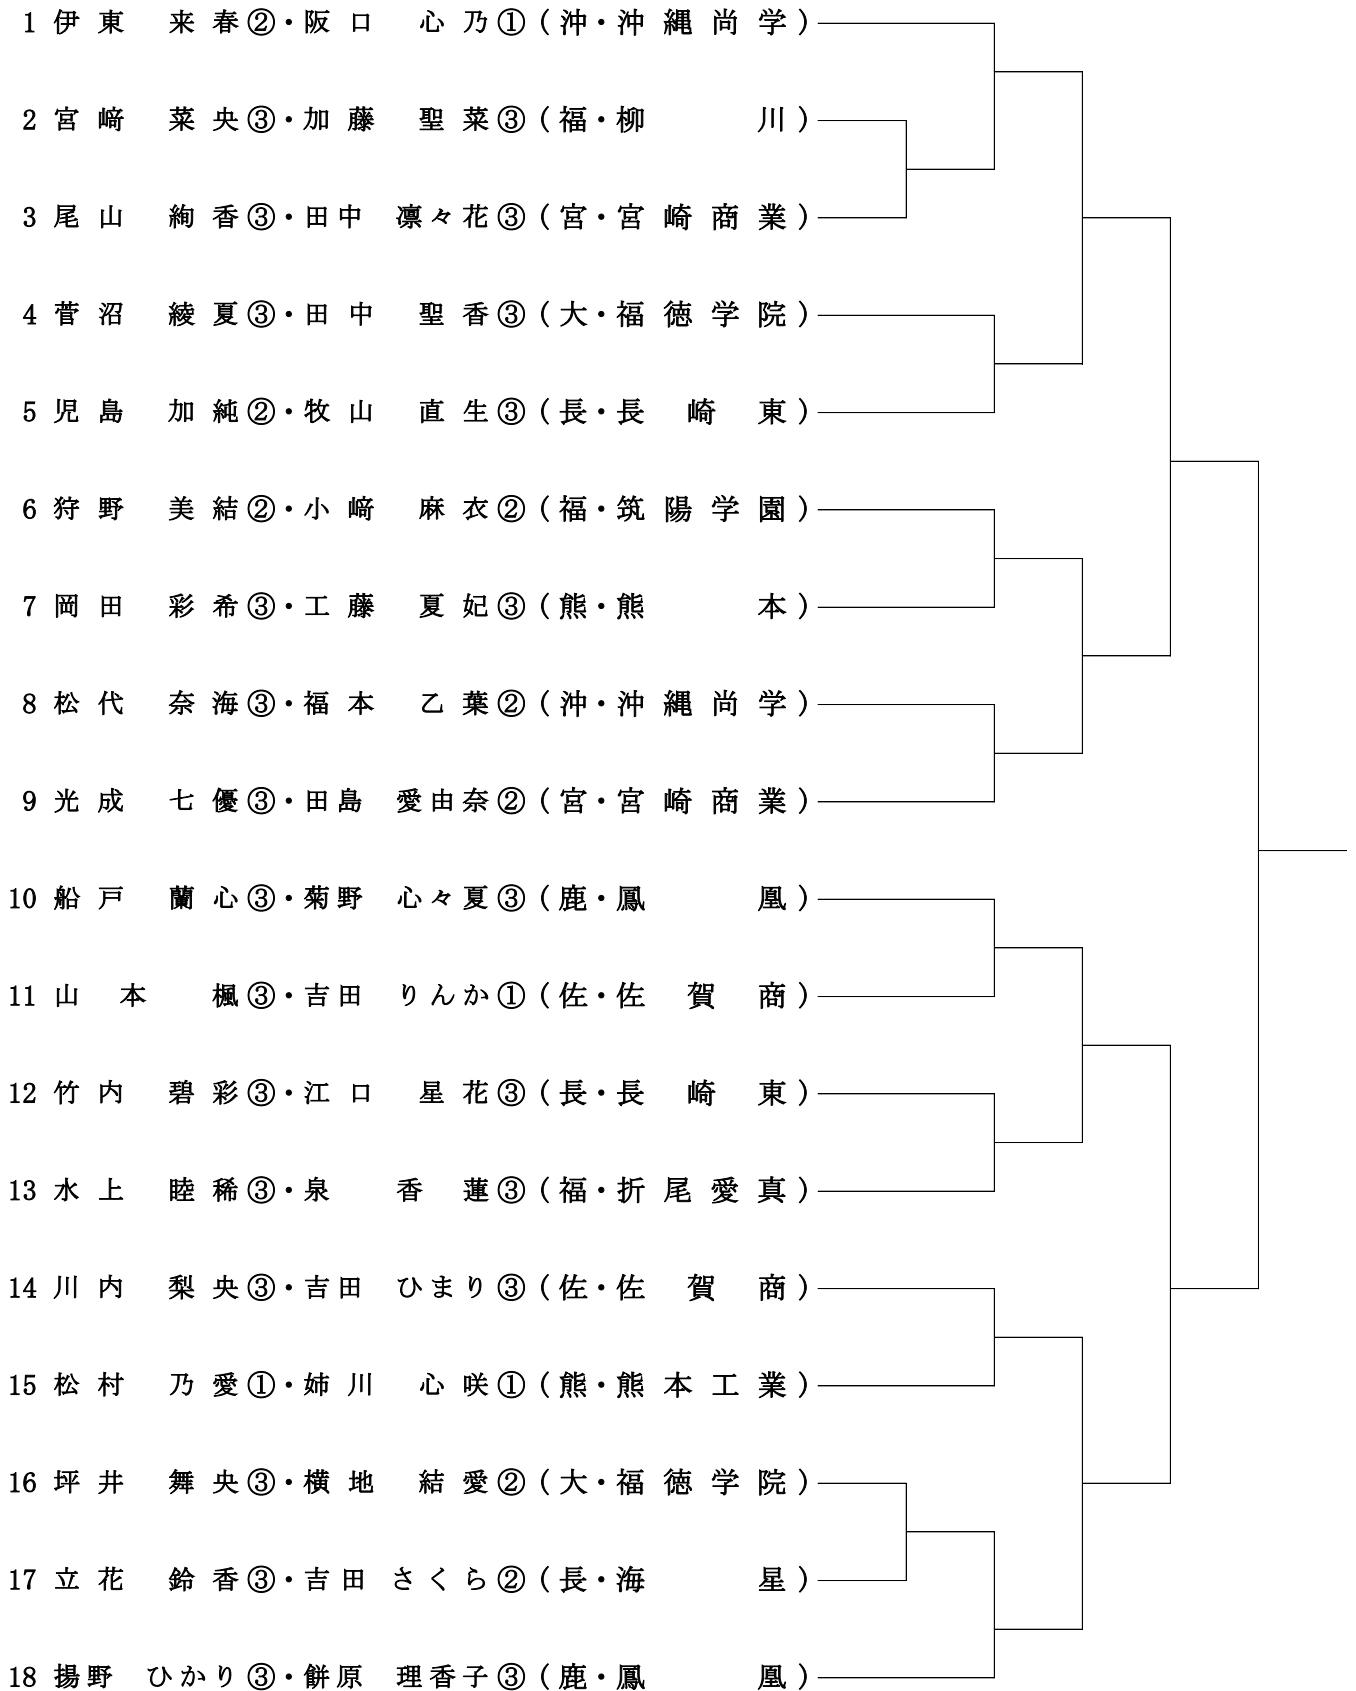 1 伊東 来春②・阪口 心乃①(沖・沖縄尚学)
2 宮﨑 菜央③・加藤 聖菜③(福・柳川)
3 尾山 絢香③・田中 凛々花③(宮・宮崎商業)
4 菅沼 綾夏③・田中 聖香③(大・福徳学院)
5 児島 加純②・牧山 直生③(長・長崎東)
6 狩野 美結②・小﨑 麻衣②(福・筑陽学園)
7 岡田 彩希③・工藤 夏妃③(熊・熊本)
8 松代 奈海③・福本 乙葉②(沖・沖縄尚学)
9 光成 七優③・田島 愛由奈②(宮・宮崎商業)
10 船戸 蘭心③・菊野 心々夏③(鹿・鳳凰)
11 山本 楓③・吉田 りんか①(佐・佐賀商)
12 竹内 碧彩③・江口 星花③(長・長崎東)
13 水上 睦稀③・泉 香蓮③(福・折尾愛真)
14 川内 梨央③・吉田 ひまり③(佐・佐賀商)
15 松村 乃愛①・姉川 心咲①(熊・熊本工業)
16 坪井 舞央③・横地 結愛②(大・福徳学院)
17 立花 鈴香③・吉田 さくら②(長・海星)
18 揚野 ひかり③・餅原 理香子③(鹿・鳳凰)